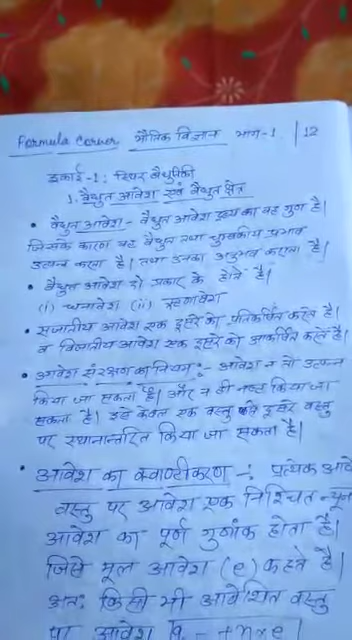 Formula Corner भौतिक विज्ञान भाग-1 | 12
इकाई-1: स्थिर वैधुतिकी
1. वैधुत आवेश एवं वैधुत क्षेत्र
• वैधुत आवेश - वैधुत आवेश द्रव्य का वह गुण है।
जिसके कारण वह वैधुत तथा चुम्बकीय प्रभाव
उत्पन्न करता है। तथा उनका अनुभव कराता है।
• वैधुत आवेश दो प्रकार के होते हैं।
(i) धनावेश (ii) ऋणावेश
• सजातीय आवेश एक दूसरे को प्रतिकर्षित करते हैं।
व विजातीय आवेश एक दूसरे को आकर्षित करते हैं।
• आवेश संरक्षण का नियम :- आवेश न तो उत्पन्न
किया जा सकता है। और न ही नष्ट किया जा
सकता है। इसे केवल एक वस्तु से दूसरे वस्तु
पर स्थानान्तरित किया जा सकता है।
• आवेश का क्वाण्टीकरण -: प्रत्येक आवे
वस्तु पर आवेश एक निश्चित न्यून
आवेश का पूर्ण गुणांक होता है।
जिसे मूल आवेश (e) कहते हैं।
अतः किसी भी आवेशित वस्तु
पर आवेश q = +n×e